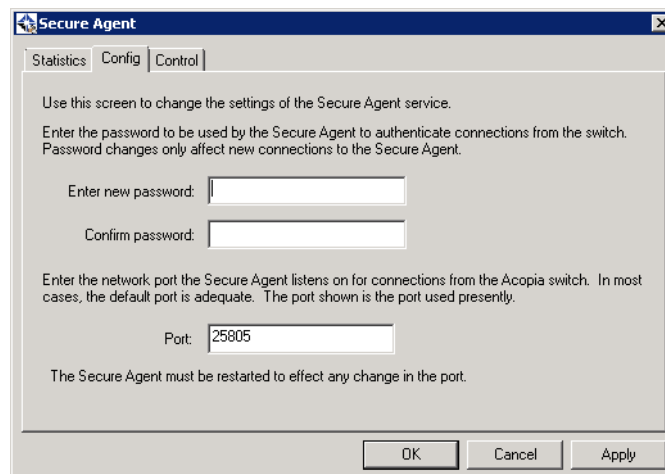 Secure Agent
Statistics Config Control
Use this screen to change the settings of the Secure Agent service.
Enter the password to be used by the Secure Agent to authenticate connections from the switch.
Password changes only affect new connections to the Secure Agent.
Enter new password:
Confirm password:
Enter the network port the Secure Agent listens on for connections from the Acopia switch. In most
cases, the default port is adequate. The port shown is the port used presently.
Port: 25805
The Secure Agent must be restarted to effect any change in the port.
OK Cancel Apply